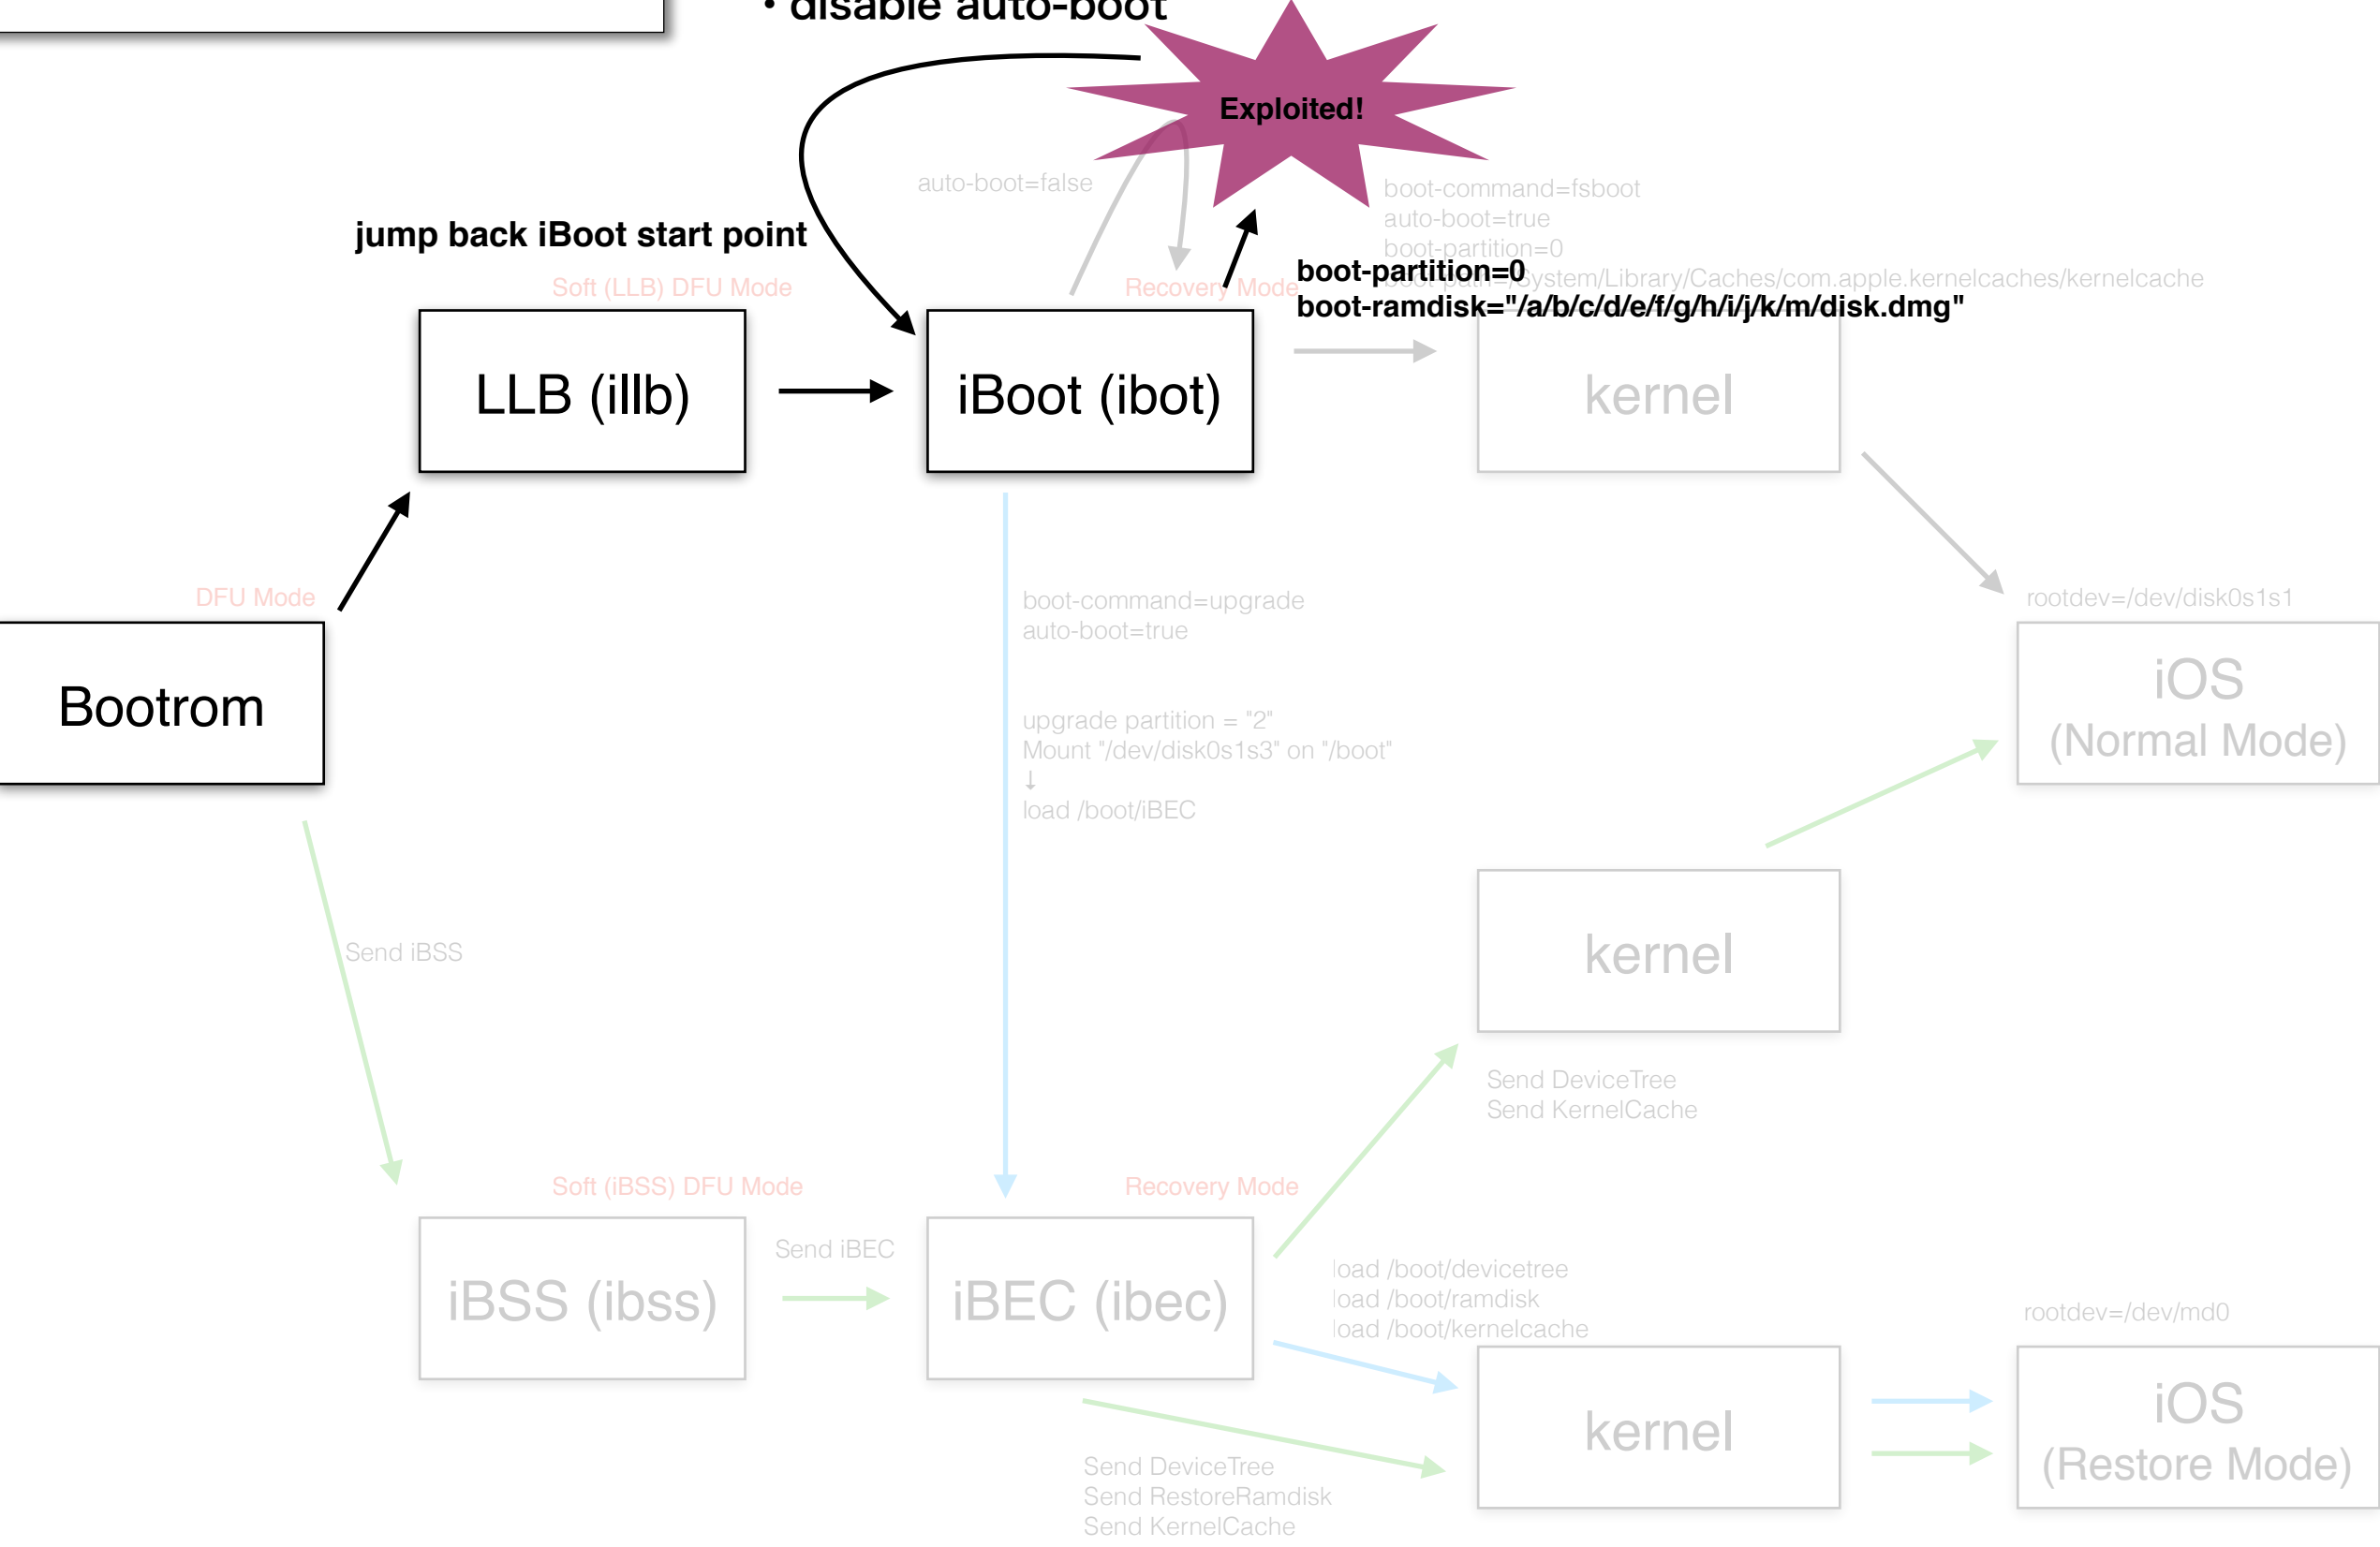 • disable auto-boot
Exploited!
auto-boot=false
boot-command=fsboot
auto-boot=true
boot-partition=0
boot-path=/System/Library/Caches/com.apple.kernelcaches/kernelcache
jump back iBoot start point
boot-partition=0
boot-ramdisk="/a/b/c/d/e/f/g/h/i/j/k/m/disk.dmg"
Soft (LLB) DFU Mode
Recovery Mode
LLB (illb)
iBoot (ibot)
kernel
DFU Mode
Bootrom
boot-command=upgrade
auto-boot=true
upgrade partition = "2"
Mount "/dev/disk0s1s3" on "/boot"
↓
load /boot/iBEC
rootdev=/dev/disk0s1s1
iOS
(Normal Mode)
Send iBSS
kernel
Send DeviceTree
Send KernelCache
Soft (iBSS) DFU Mode
Recovery Mode
iBSS (ibss)
Send iBEC
iBEC (ibec)
load /boot/devicetree
load /boot/ramdisk
load /boot/kernelcache
rootdev=/dev/md0
kernel
iOS
(Restore Mode)
Send DeviceTree
Send RestoreRamdisk
Send KernelCache